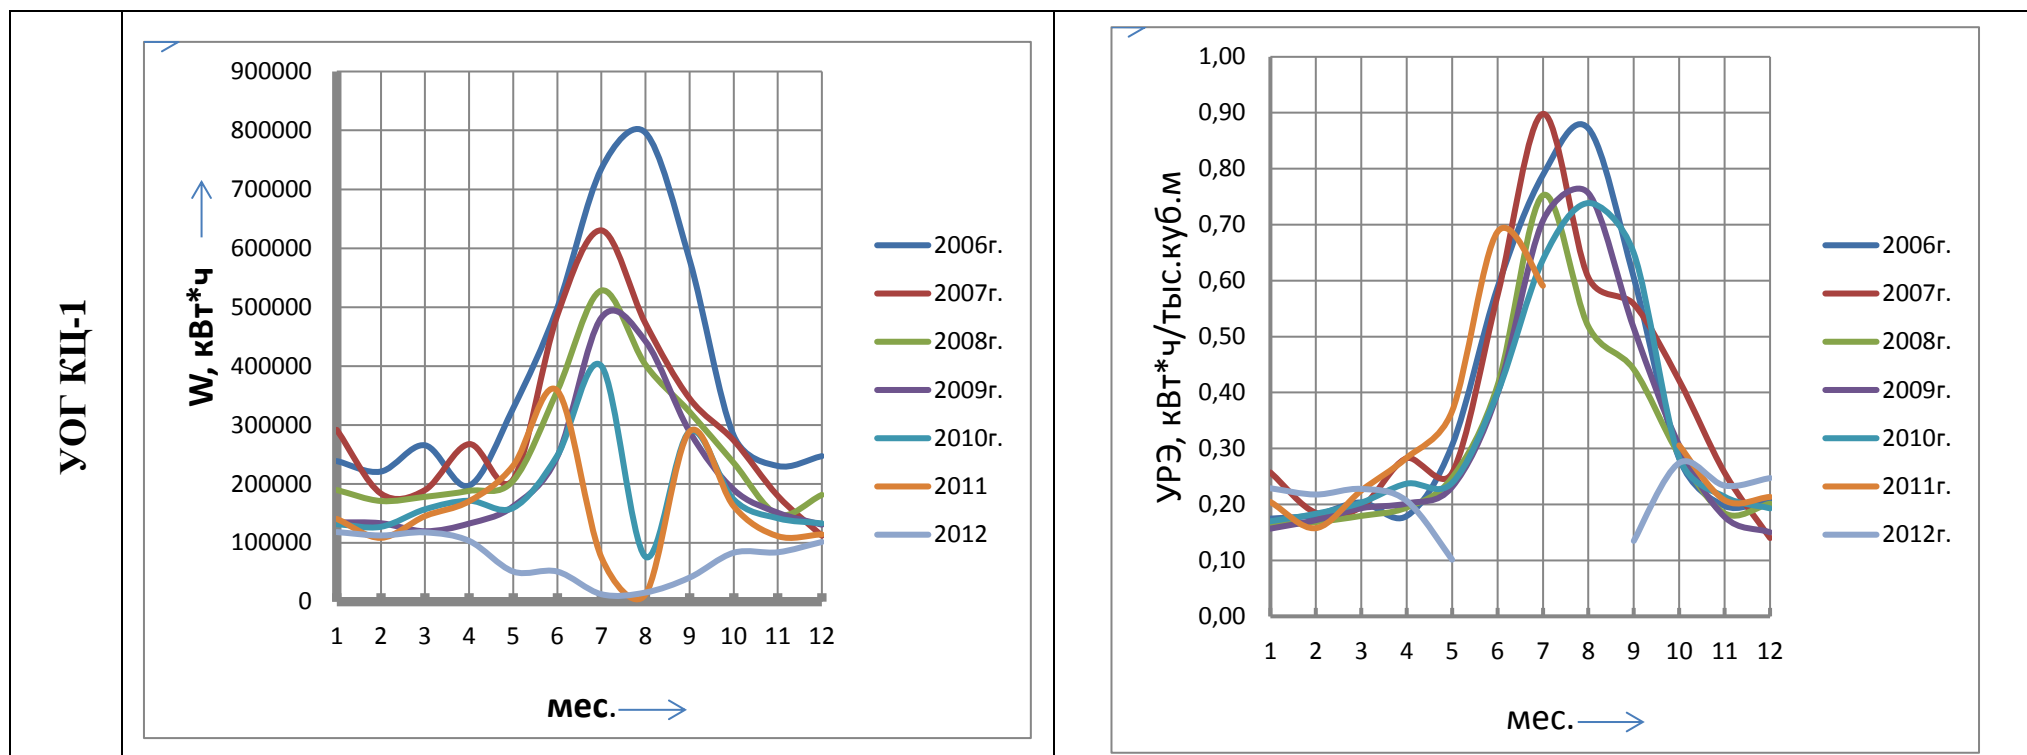 УОГ КЦ-1
W, кВт*ч
900000
800000
700000
600000
500000
400000
300000
200000
100000
0
1 2 3 4 5 6 7 8 9 10 11 12
мес.
2006г.
2007г.
2008г.
2009г.
2010г.
2011
2012
УРЭ, кВт*ч/тыс.куб.м
1,00
0,90
0,80
0,70
0,60
0,50
0,40
0,30
0,20
0,10
0,00
1 2 3 4 5 6 7 8 9 10 11 12
мес.
2006г.
2007г.
2008г.
2009г.
2010г.
2011г.
2012г.